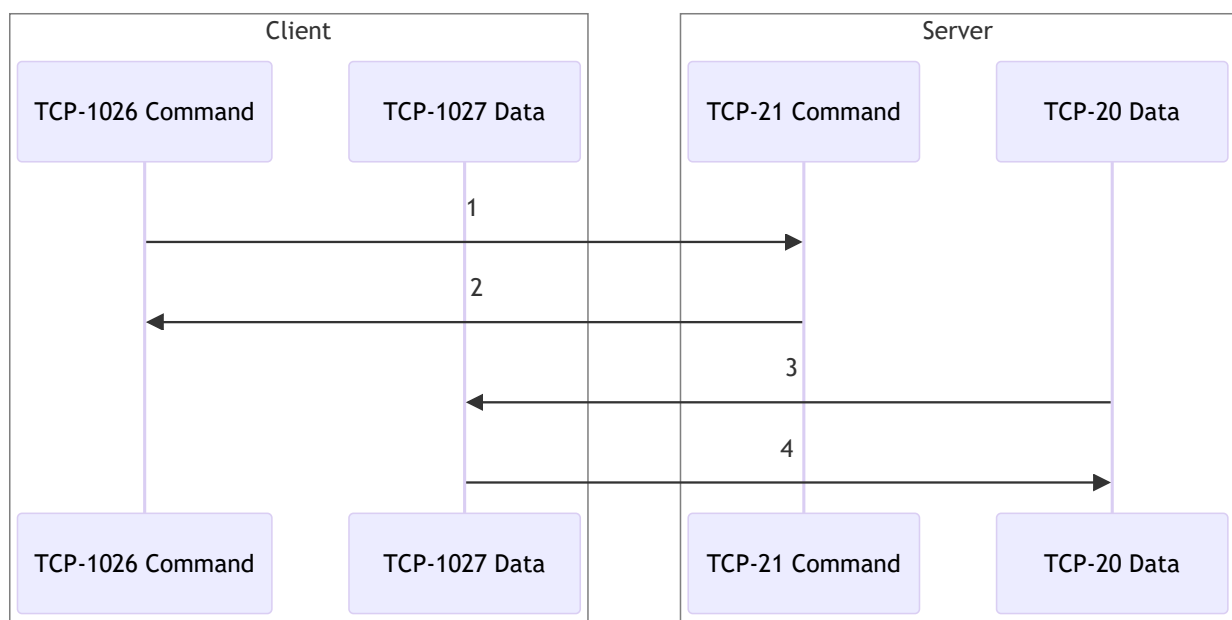 Client
Server
TCP-1026 Command
TCP-1027 Data
TCP-21 Command
TCP-20 Data
1
2
3
4
TCP-1026 Command
TCP-1027 Data
TCP-21 Command
TCP-20 Data